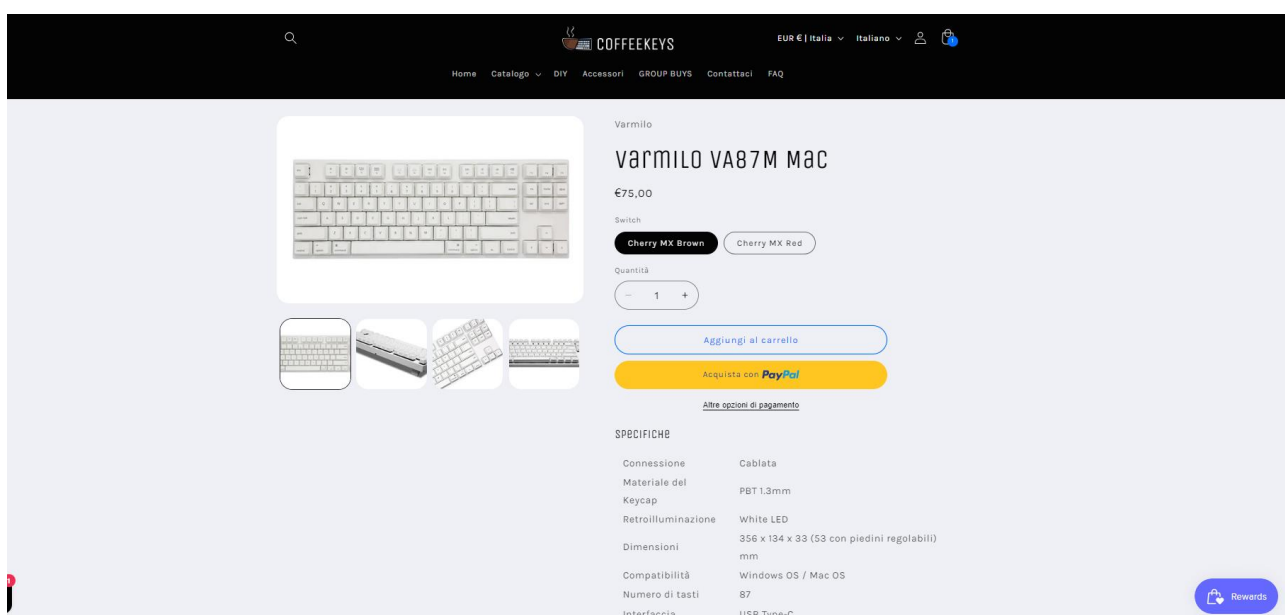 COFFEEKEYS
EUR € | Italia
Italiano
1
Home Catalogo DIY Accessori GROUP BUYS Contattaci FAQ
Varmilo
Varmilo VA87M Mac
€75,00
Switch
Cherry MX Brown
Cherry MX Red
Quantità
− 1 +
Aggiungi al carrello
Acquista con PayPal
Altre opzioni di pagamento
Specifiche
Connessione Cablata
Materiale del
Keycap
PBT 1.3mm
Retroilluminazione White LED
Dimensioni
356 x 134 x 33 (53 con piedini regolabili)
mm
Compatibilità Windows OS / Mac OS
Numero di tasti 87
Interfaccia USB Type-C
1
Rewards